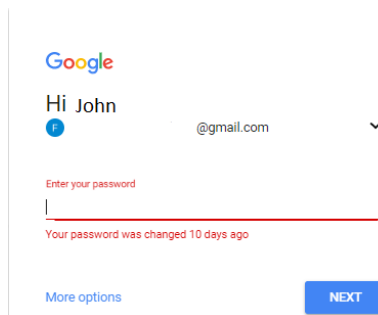 Google
Hi John
F
@gmail.com
Enter your password
Your password was changed 10 days ago
More options
NEXT